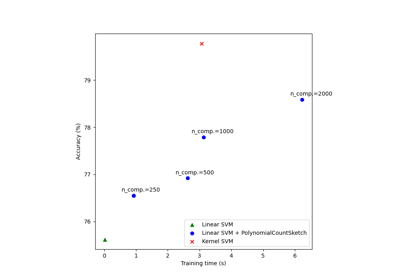 n_comp.=2000
n_comp.=1000
n_comp.=500
n_comp.=250
79
78
77
76
Accuracy (%)
Linear SVM
Linear SVM + PolynomialCountSketch
Kernel SVM
0 1 2 3 4 5 6
Training time (s)